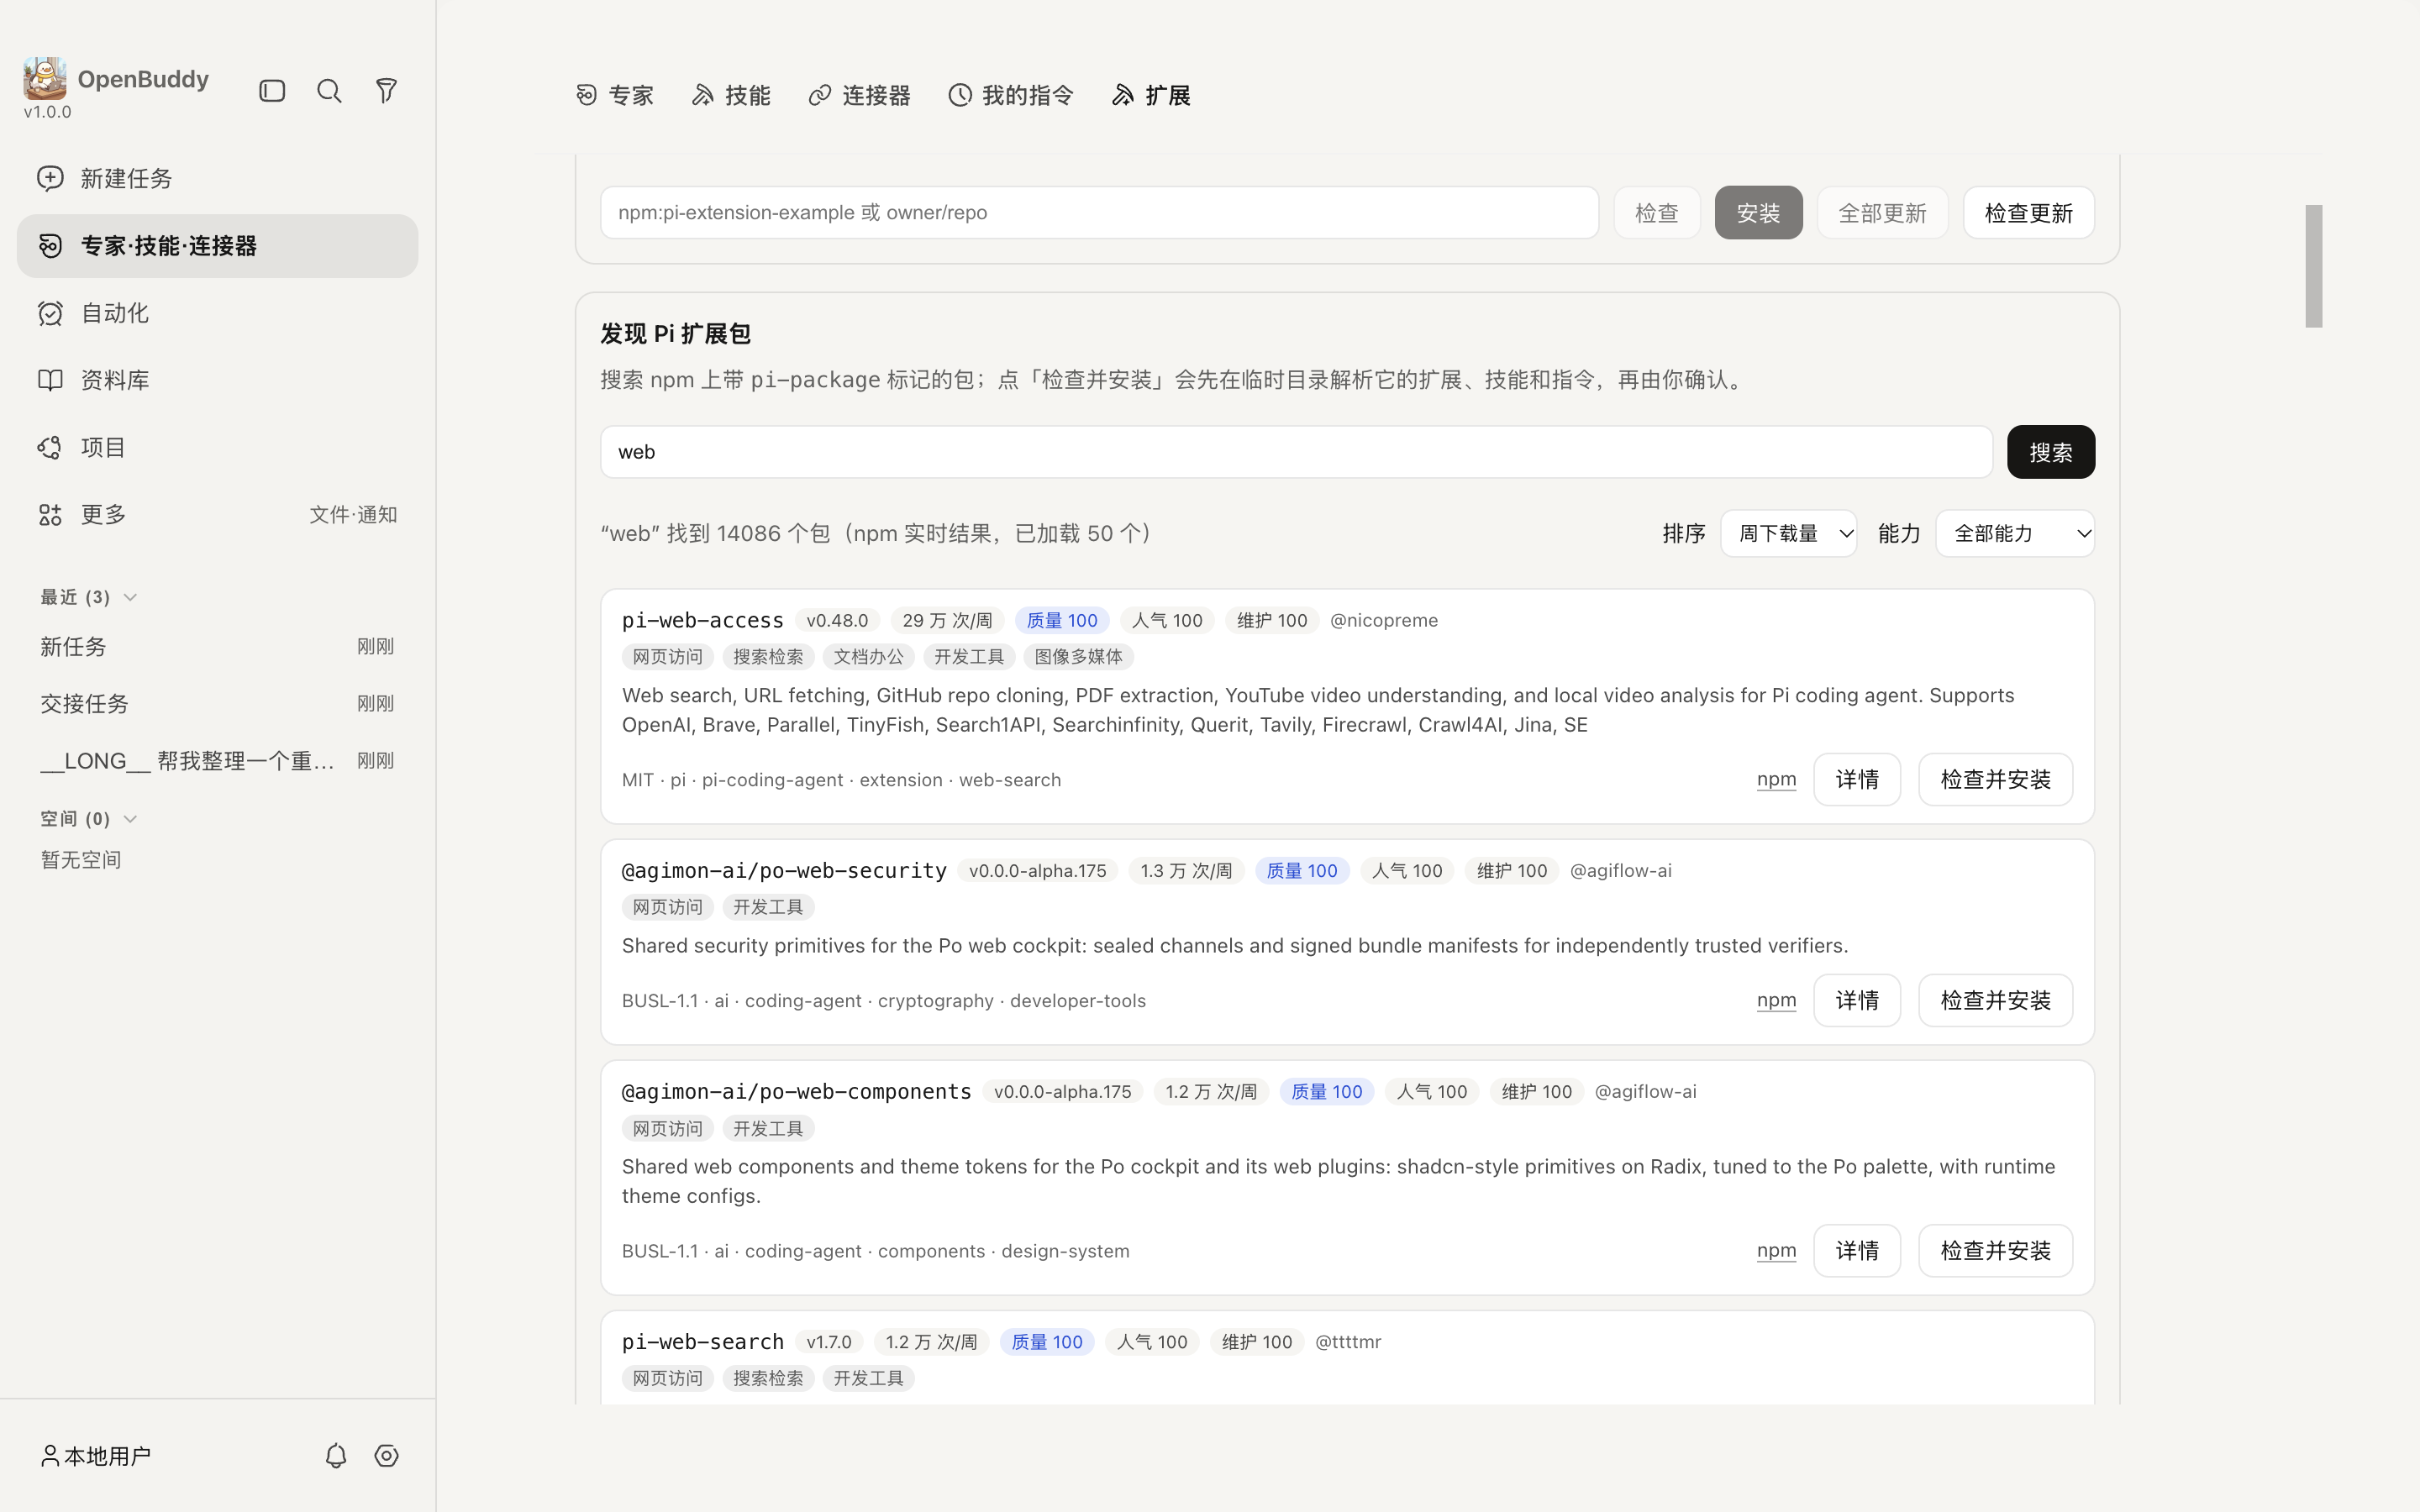 OpenBuddy
v1.0.0
新建任务
专家·技能·连接器
自动化
资料库
项目
更多 文件·通知
最近 (3)
新任务 刚刚
交接任务 刚刚
__LONG__ 帮我整理一个重… 刚刚
空间 (0)
暂无空间
本地用户
专家 技能 连接器 我的指令 扩展
npm:pi-extension-example 或 owner/repo 检查 安装 全部更新 检查更新
发现 Pi 扩展包
搜索 npm 上带 pi-package 标记的包；点「检查并安装」会先在临时目录解析它的扩展、技能和指令，再由你确认。
web 搜索
“web” 找到 14086 个包（npm 实时结果，已加载 50 个） 排序 周下载量 能力 全部能力
pi-web-access v0.48.0 29 万 次/周 质量 100 人气 100 维护 100 @nicopreme
网页访问 搜索检索 文档办公 开发工具 图像多媒体
Web search, URL fetching, GitHub repo cloning, PDF extraction, YouTube video understanding, and local video analysis for Pi coding agent. Supports
OpenAI, Brave, Parallel, TinyFish, Search1API, Searchinfinity, Querit, Tavily, Firecrawl, Crawl4AI, Jina, SE
MIT · pi · pi-coding-agent · extension · web-search npm 详情 检查并安装
@agimon-ai/po-web-security v0.0.0-alpha.175 1.3 万 次/周 质量 100 人气 100 维护 100 @agiflow-ai
网页访问 开发工具
Shared security primitives for the Po web cockpit: sealed channels and signed bundle manifests for independently trusted verifiers.
BUSL-1.1 · ai · coding-agent · cryptography · developer-tools npm 详情 检查并安装
@agimon-ai/po-web-components v0.0.0-alpha.175 1.2 万 次/周 质量 100 人气 100 维护 100 @agiflow-ai
网页访问 开发工具
Shared web components and theme tokens for the Po cockpit and its web plugins: shadcn-style primitives on Radix, tuned to the Po palette, with runtime
theme configs.
BUSL-1.1 · ai · coding-agent · components · design-system npm 详情 检查并安装
pi-web-search v1.7.0 1.2 万 次/周 质量 100 人气 100 维护 100 @ttttmr
网页访问 搜索检索 开发工具